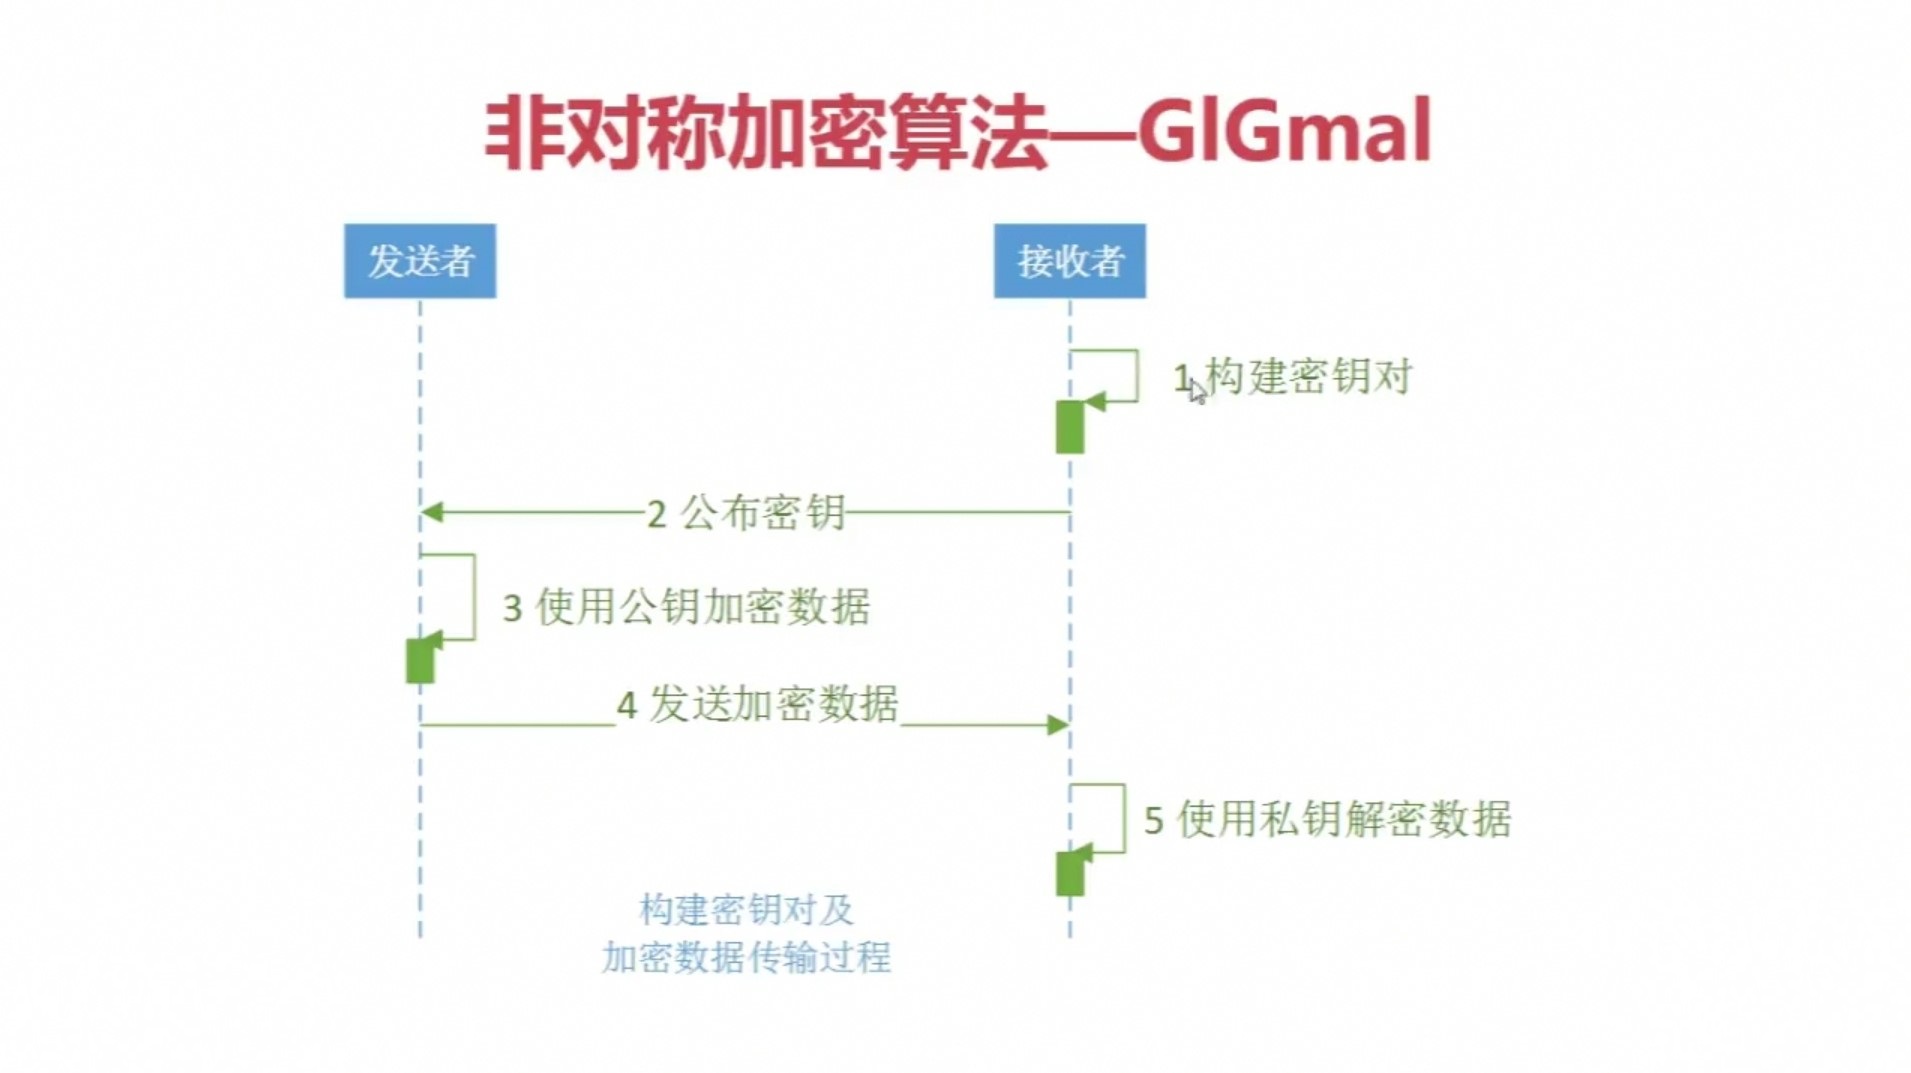 非对称加密算法—GlGmal
发送者
接收者
1 构建密钥对
2 公布密钥
3 使用公钥加密数据
4 发送加密数据
5 使用私钥解密数据
构建密钥对及
加密数据传输过程